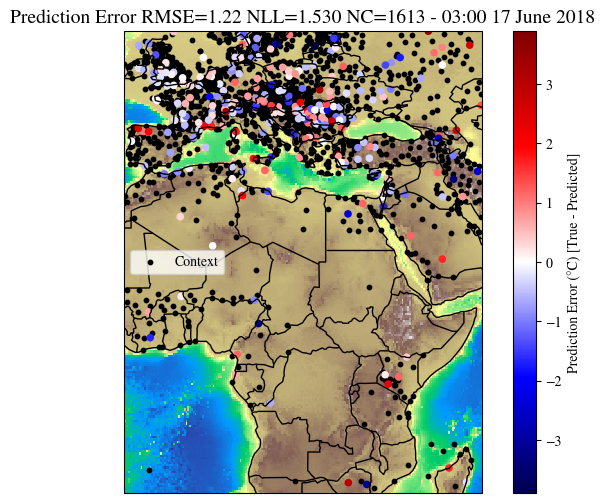 Prediction Error RMSE=1.22 NLL=1.530 NC=1613 - 03:00 17 June 2018
Context
3
2
1
0
−1
−2
−3
Prediction Error (°C) [True - Predicted]